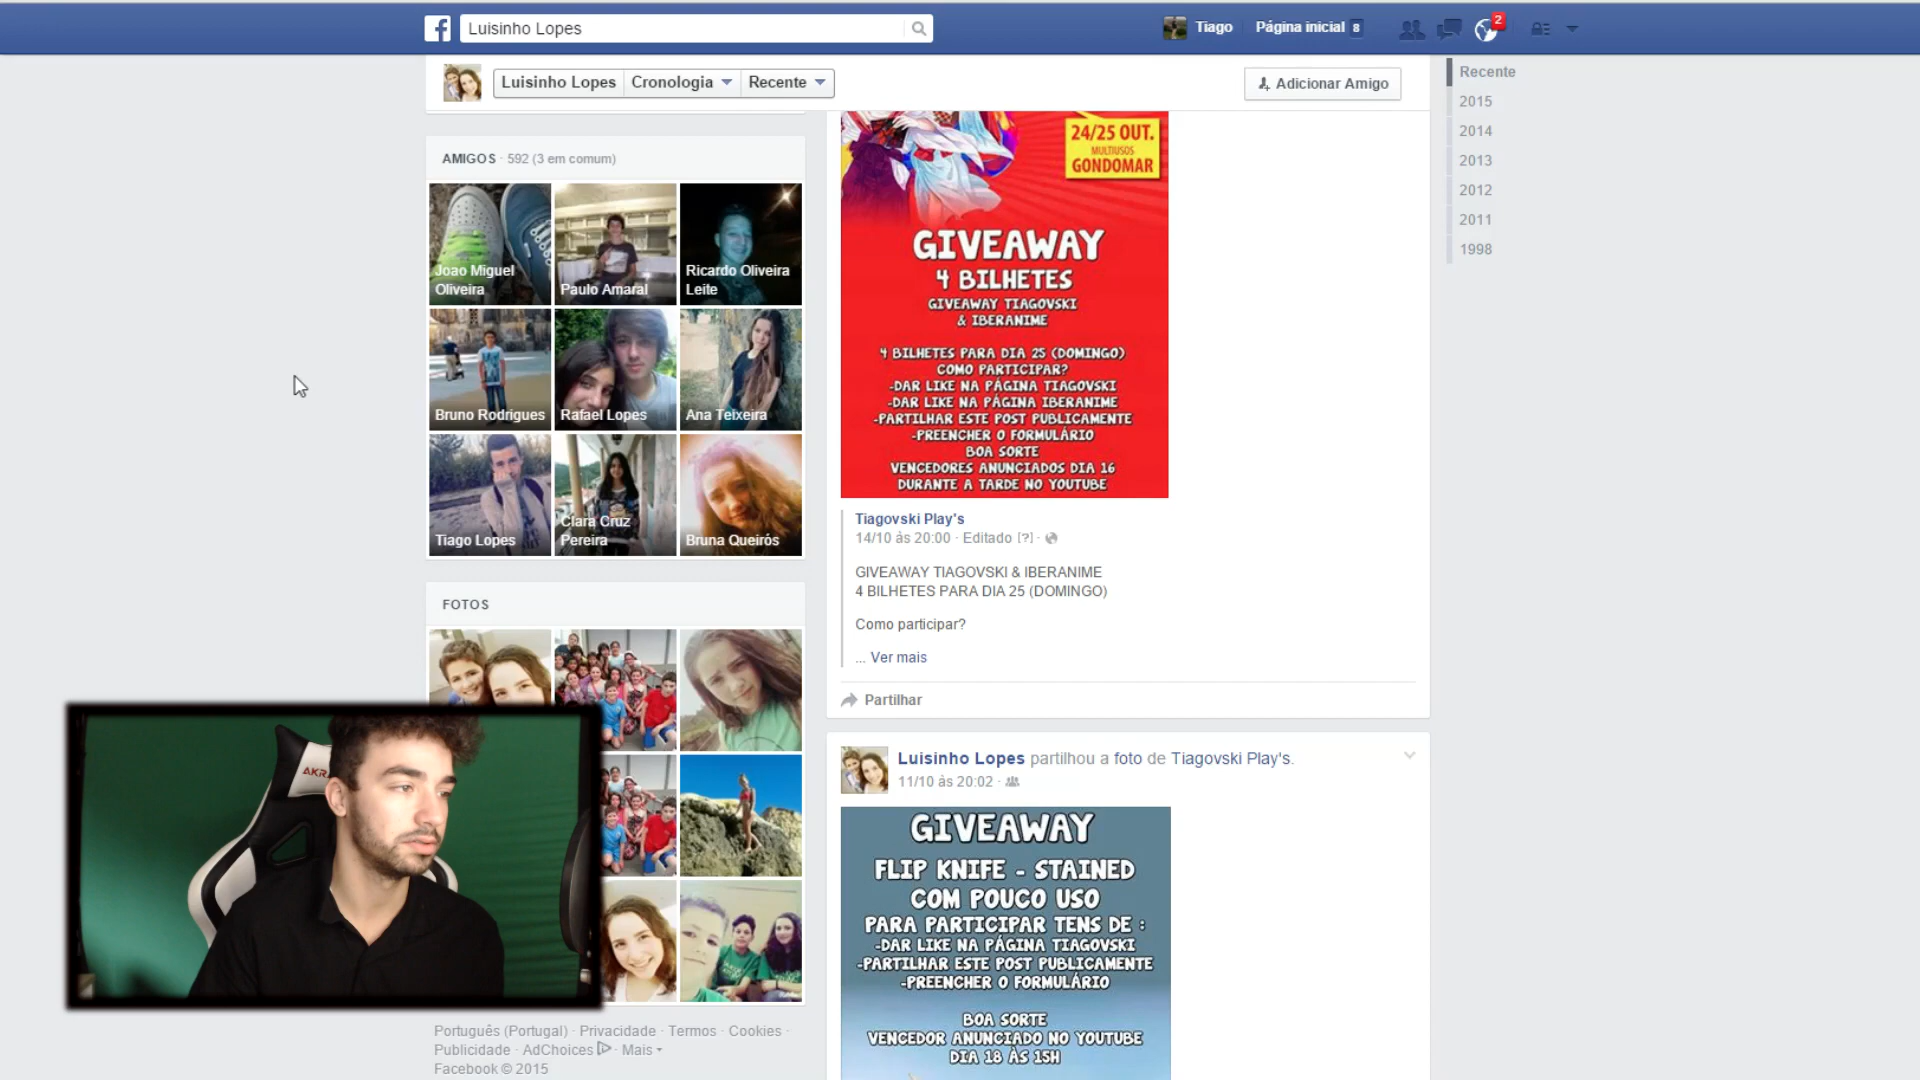 Luisinho Lopes
Tiago
Página inicial 8
2
Luisinho Lopes
Cronologia
Recente
Adicionar Amigo
Recente
2015
2014
2013
2012
2011
1998
AMIGOS · 592 (3 em comum)
Joao Miguel
Oliveira
Paulo Amaral
Ricardo Oliveira
Leite
Bruno Rodrigues
Rafael Lopes
Ana Teixeira
Tiago Lopes
Clara Cruz
Pereira
Bruna Queirós
FOTOS
AKR
Português (Portugal) · Privacidade · Termos · Cookies ·
Publicidade · AdChoices · Mais
Facebook © 2015
24/25 OUT.
MULTIUSOS
GONDOMAR
GIVEAWAY
4 BILHETES
GIVEAWAY TIAGOVSKI
& IBERANIME
4 BILHETES PARA DIA 25 (DOMINGO)
COMO PARTICIPAR?
-DAR LIKE NA PÁGINA TIAGOVSKI
-DAR LIKE NA PÁGINA IBERANIME
-PARTILHAR ESTE POST PUBLICAMENTE
-PREENCHER O FORMULÁRIO
BOA SORTE
VENCEDORES ANUNCIADOS DIA 16
DURANTE A TARDE NO YOUTUBE
Tiagovski Play's
14/10 às 20:00 · Editado [?] ·
GIVEAWAY TIAGOVSKI & IBERANIME
4 BILHETES PARA DIA 25 (DOMINGO)
Como participar?
... Ver mais
Partilhar
Luisinho Lopes partilhou a foto de Tiagovski Play's.
11/10 às 20:02 ·
GIVEAWAY
FLIP KNIFE - STAINED
COM POUCO USO
PARA PARTICIPAR TENS DE :
-DAR LIKE NA PÁGINA TIAGOVSKI
-PARTILHAR ESTE POST PUBLICAMENTE
-PREENCHER O FORMULÁRIO
BOA SORTE
VENCEDOR ANUNCIADO NO YOUTUBE
DIA 18 ÀS 15H